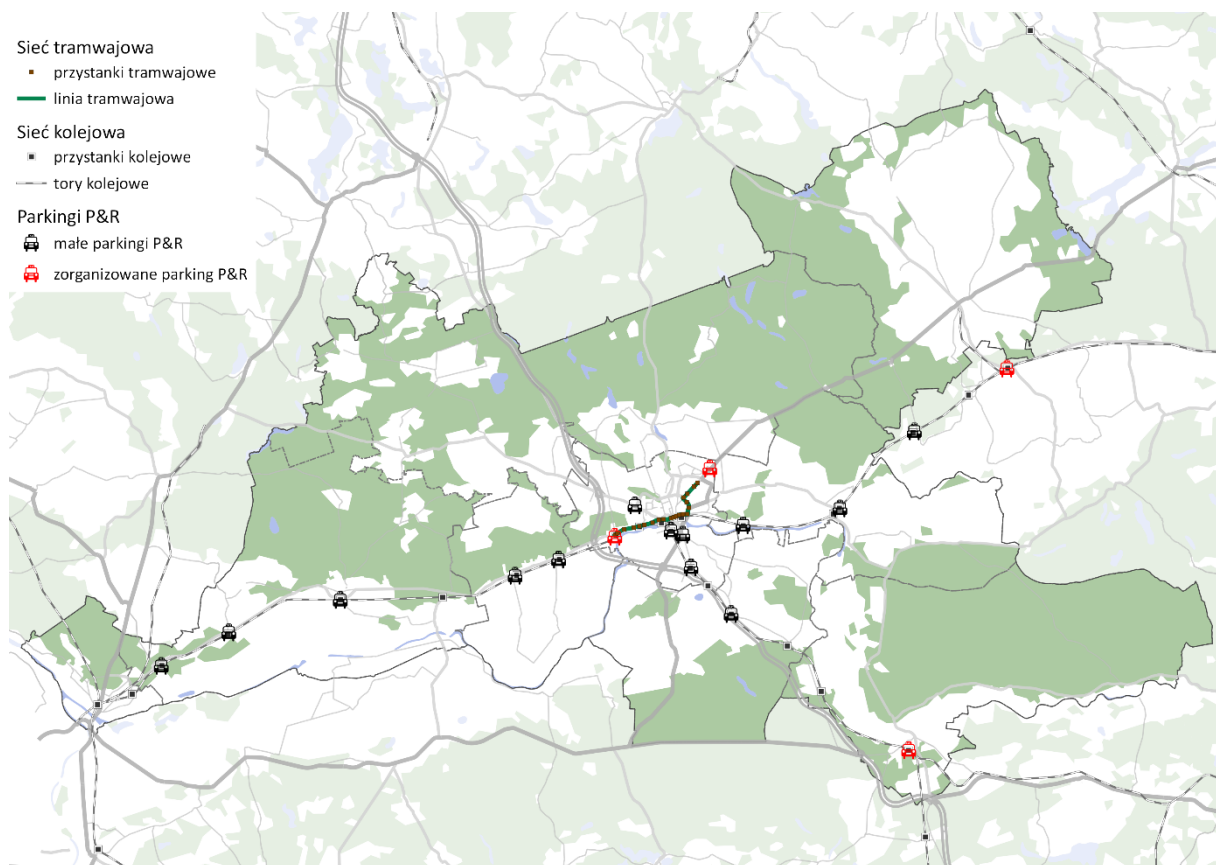 Sieć tramwajowa
przystanki tramwajowe
linia tramwajowa
Sieć kolejowa
przystanki kolejowe
tory kolejowe
Parkingi P&R
małe parkingi P&R
zorganizowane parking P&R